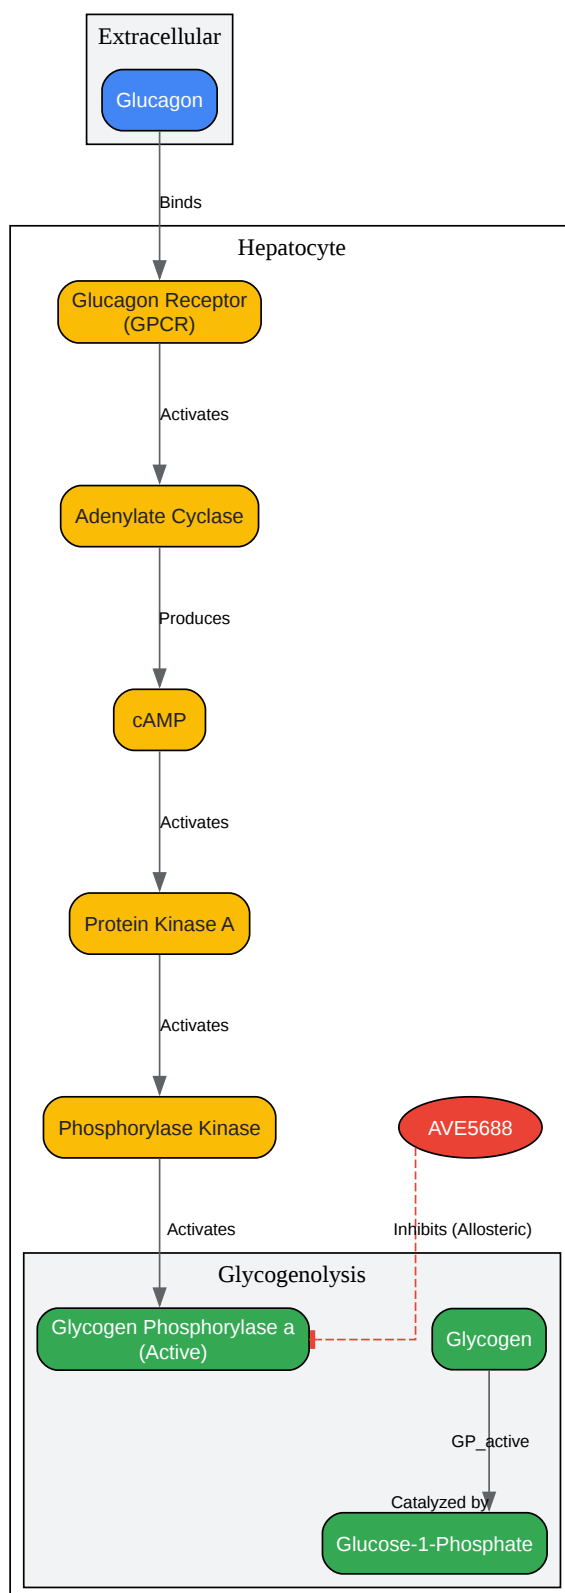 Extracellular
Glucagon
Binds
Hepatocyte
Glucagon Receptor
(GPCR)
Activates
Adenylate Cyclase
Produces
cAMP
Activates
Protein Kinase A
Activates
Phosphorylase Kinase
AVE5688
Activates
Inhibits (Allosteric)
Glycogenolysis
Glycogen Phosphorylase a
(Active)
Glycogen
GP_active
Catalyzed by
Glucose-1-Phosphate